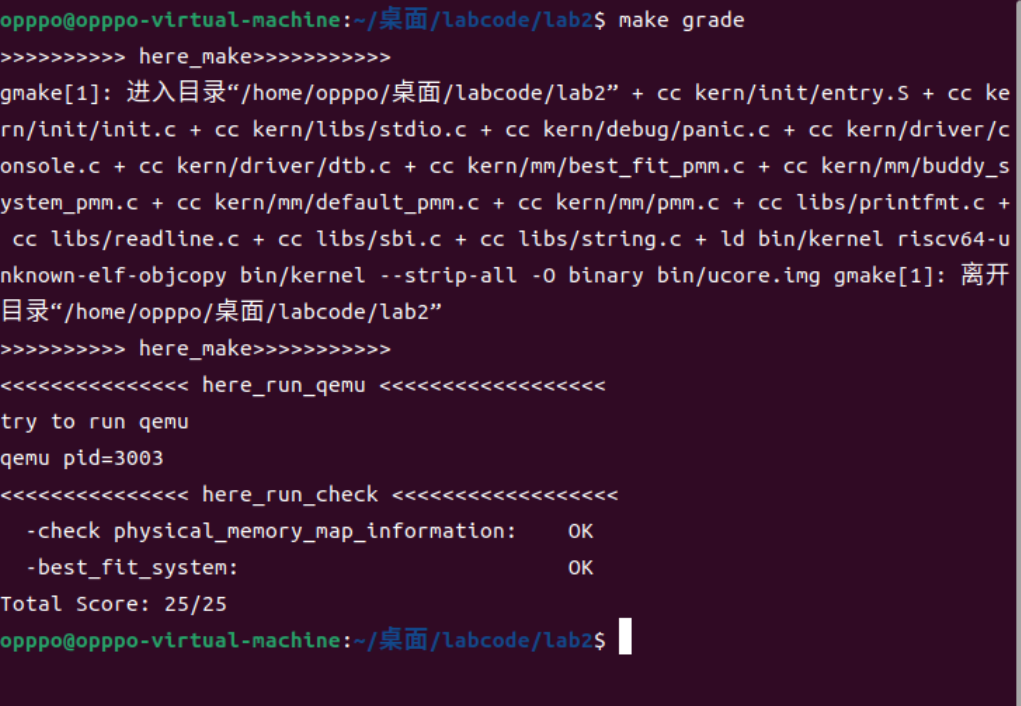 opppo@opppo-virtual-machine:~/桌面/labcode/lab2$ make grade
>>>>>>>>>> here_make>>>>>>>>>>>
gmake[1]: 进入目录“/home/opppo/桌面/labcode/lab2” + cc kern/init/entry.S + cc ke
rn/init/init.c + cc kern/libs/stdio.c + cc kern/debug/panic.c + cc kern/driver/c
onsole.c + cc kern/driver/dtb.c + cc kern/mm/best_fit_pmm.c + cc kern/mm/buddy_s
ystem_pmm.c + cc kern/mm/default_pmm.c + cc kern/mm/pmm.c + cc libs/printfmt.c +
 cc libs/readline.c + cc libs/sbi.c + cc libs/string.c + ld bin/kernel riscv64-u
nknown-elf-objcopy bin/kernel --strip-all -O binary bin/ucore.img gmake[1]: 离开
目录“/home/opppo/桌面/labcode/lab2”
>>>>>>>>>> here_make>>>>>>>>>>>
<<<<<<<<<<<<<<< here_run_qemu <<<<<<<<<<<<<<<<<<
try to run qemu
qemu pid=3003
<<<<<<<<<<<<<<< here_run_check <<<<<<<<<<<<<<<<<<
  -check physical_memory_map_information:    OK
  -best_fit_system:                          OK
Total Score: 25/25
opppo@opppo-virtual-machine:~/桌面/labcode/lab2$